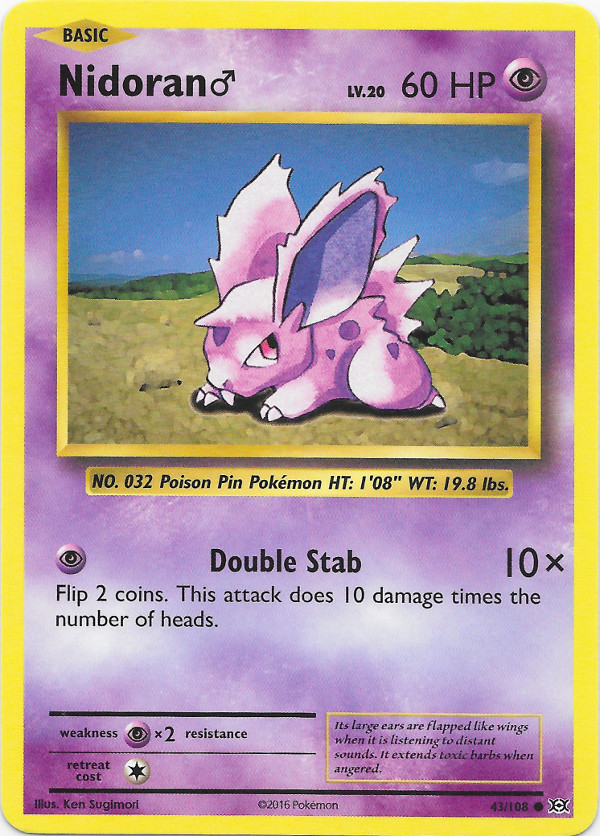 BASIC
Nidoran♂ LV.20 60 HP
NO. 032 Poison Pin Pokémon HT: 1'08" WT: 19.8 lbs.
Double Stab 10×
Flip 2 coins. This attack does 10 damage times the
number of heads.
weakness ×2 resistance
retreat
cost
Its large ears are flapped like wings
when it is listening to distant
sounds. It extends toxic barbs when
angered.
Illus. Ken Sugimori ©2016 Pokémon 43/108 ●